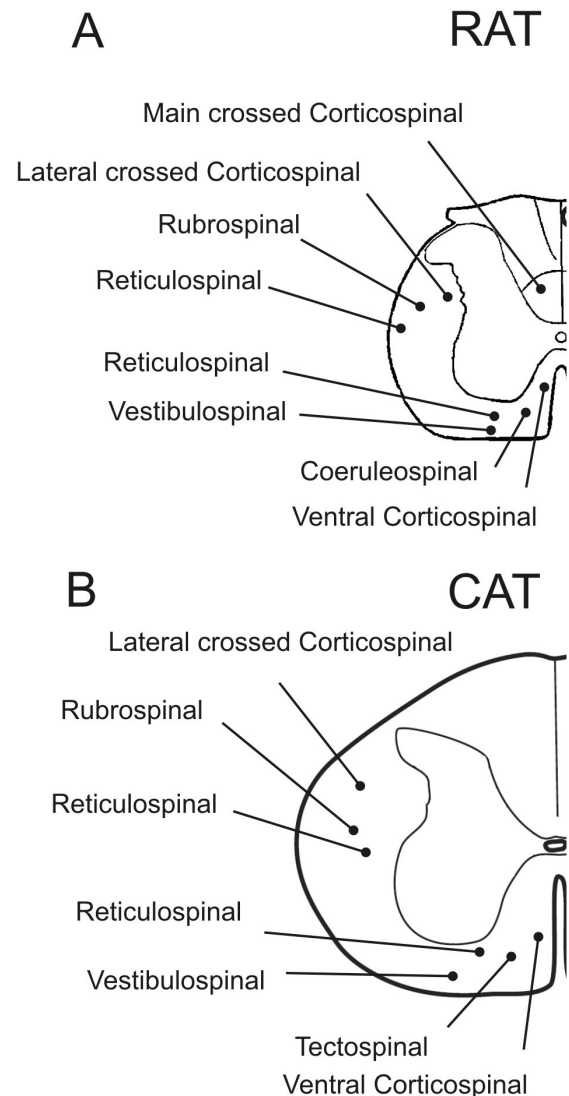 A
RAT
Main crossed Corticospinal
Lateral crossed Corticospinal
Rubrospinal
Reticulospinal
Reticulospinal
Vestibulospinal
Coeruleospinal
Ventral Corticospinal
B
CAT
Lateral crossed Corticospinal
Rubrospinal
Reticulospinal
Reticulospinal
Vestibulospinal
Tectospinal
Ventral Corticospinal